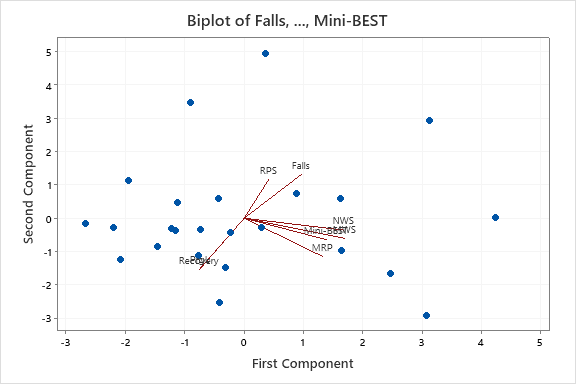 Biplot of Falls, ..., Mini-BEST
Second Component
5
4
3
2
1
0
-1
-2
-3
RPS
Falls
NWS
Mini-BEST
MRP
Recovery
-3
-2
-1
0
1
2
3
4
5
First Component